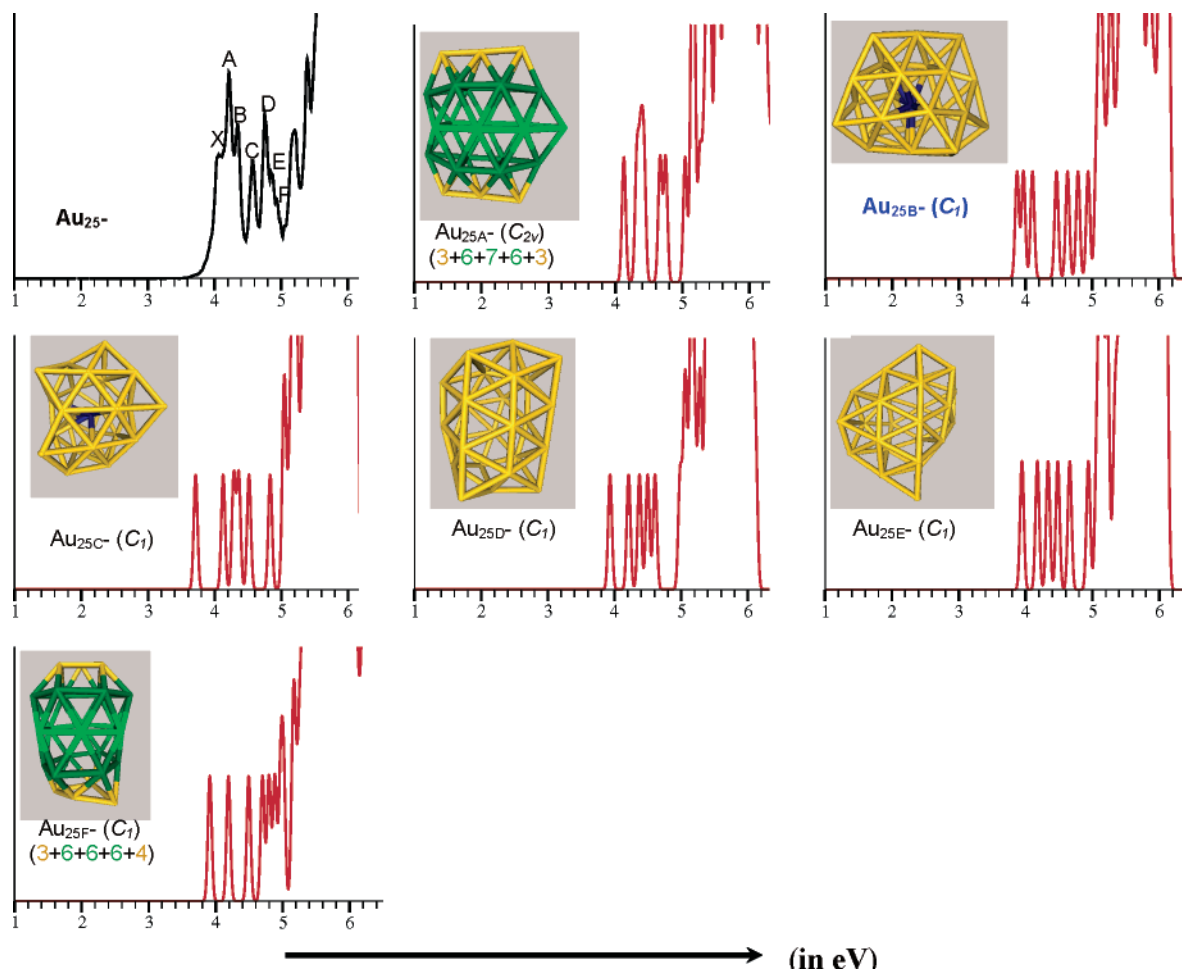 X A B C D E F
Au25-
1 2 3 4 5 6
Au25A- (C2v)
(3+6+7+6+3)
1 2 3 4 5 6
Au25B- (C1)
1 2 3 4 5 6
Au25C- (C1)
1 2 3 4 5 6
Au25D- (C1)
1 2 3 4 5 6
Au25E- (C1)
1 2 3 4 5 6
Au25F- (C1)
(3+6+6+6+4)
1 2 3 4 5 6
(in eV)